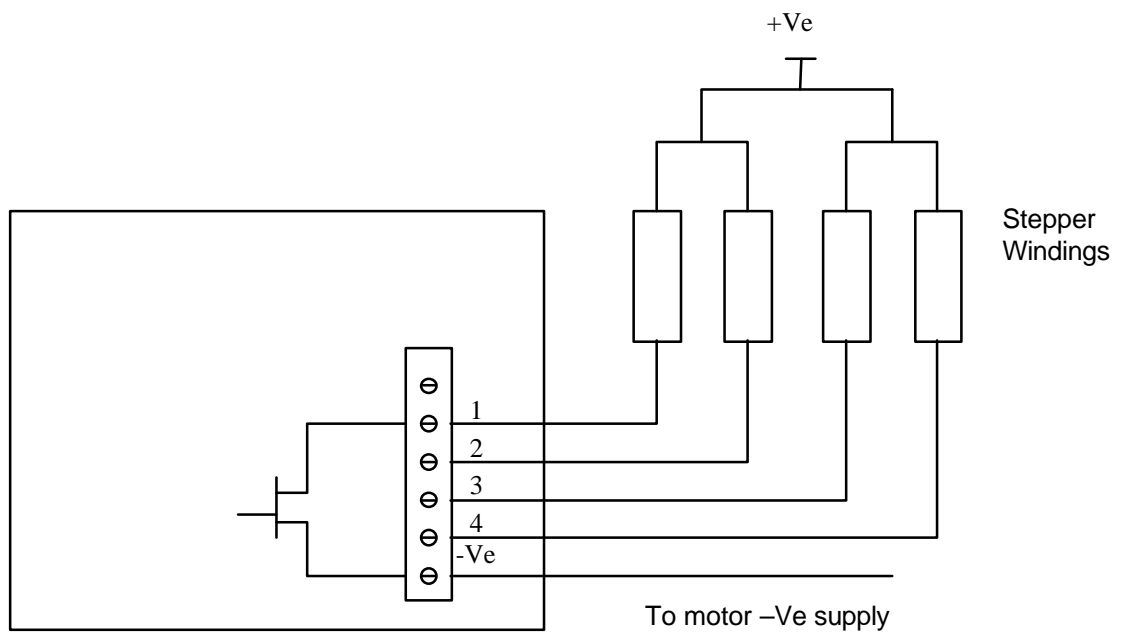 +Ve
Stepper
Windings
1
2
3
4
-Ve
To motor –Ve supply